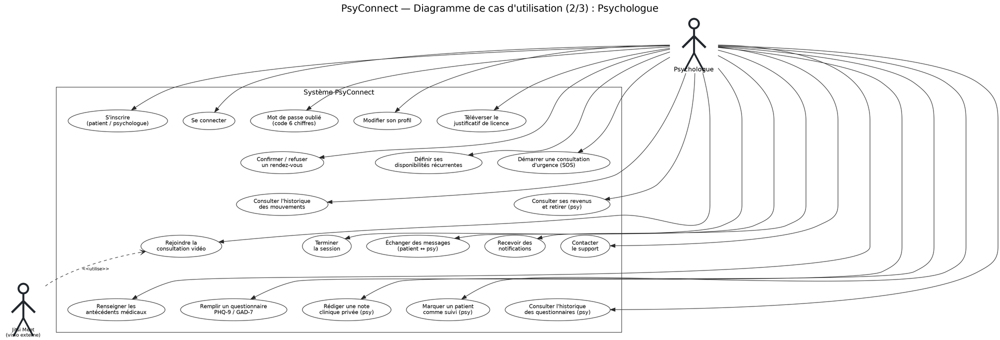 PsyConnect — Diagramme de cas d'utilisation (2/3) : Psychologue
Psychologue
Système PsyConnect
S'inscrire
(patient / psychologue)
Se connecter
Mot de passe oublié
(code 6 chiffres)
Modifier son profil
Téléverser le
justificatif de licence
Confirmer / refuser
un rendez-vous
Définir ses
disponibilités récurrentes
Démarrer une consultation
d'urgence (SOS)
Consulter l'historique
des mouvements
Consulter ses revenus
et retirer (psy)
Rejoindre la
consultation vidéo
Terminer
la session
Échanger des messages
(patient ↔ psy)
Recevoir des
notifications
Contacter
le support
<<utilise>>
Renseigner les
antécédents médicaux
Remplir un questionnaire
PHQ-9 / GAD-7
Rédiger une note
clinique privée (psy)
Marquer un patient
comme suivi (psy)
Consulter l'historique
des questionnaires (psy)
Jitsi Meet
(visio externe)